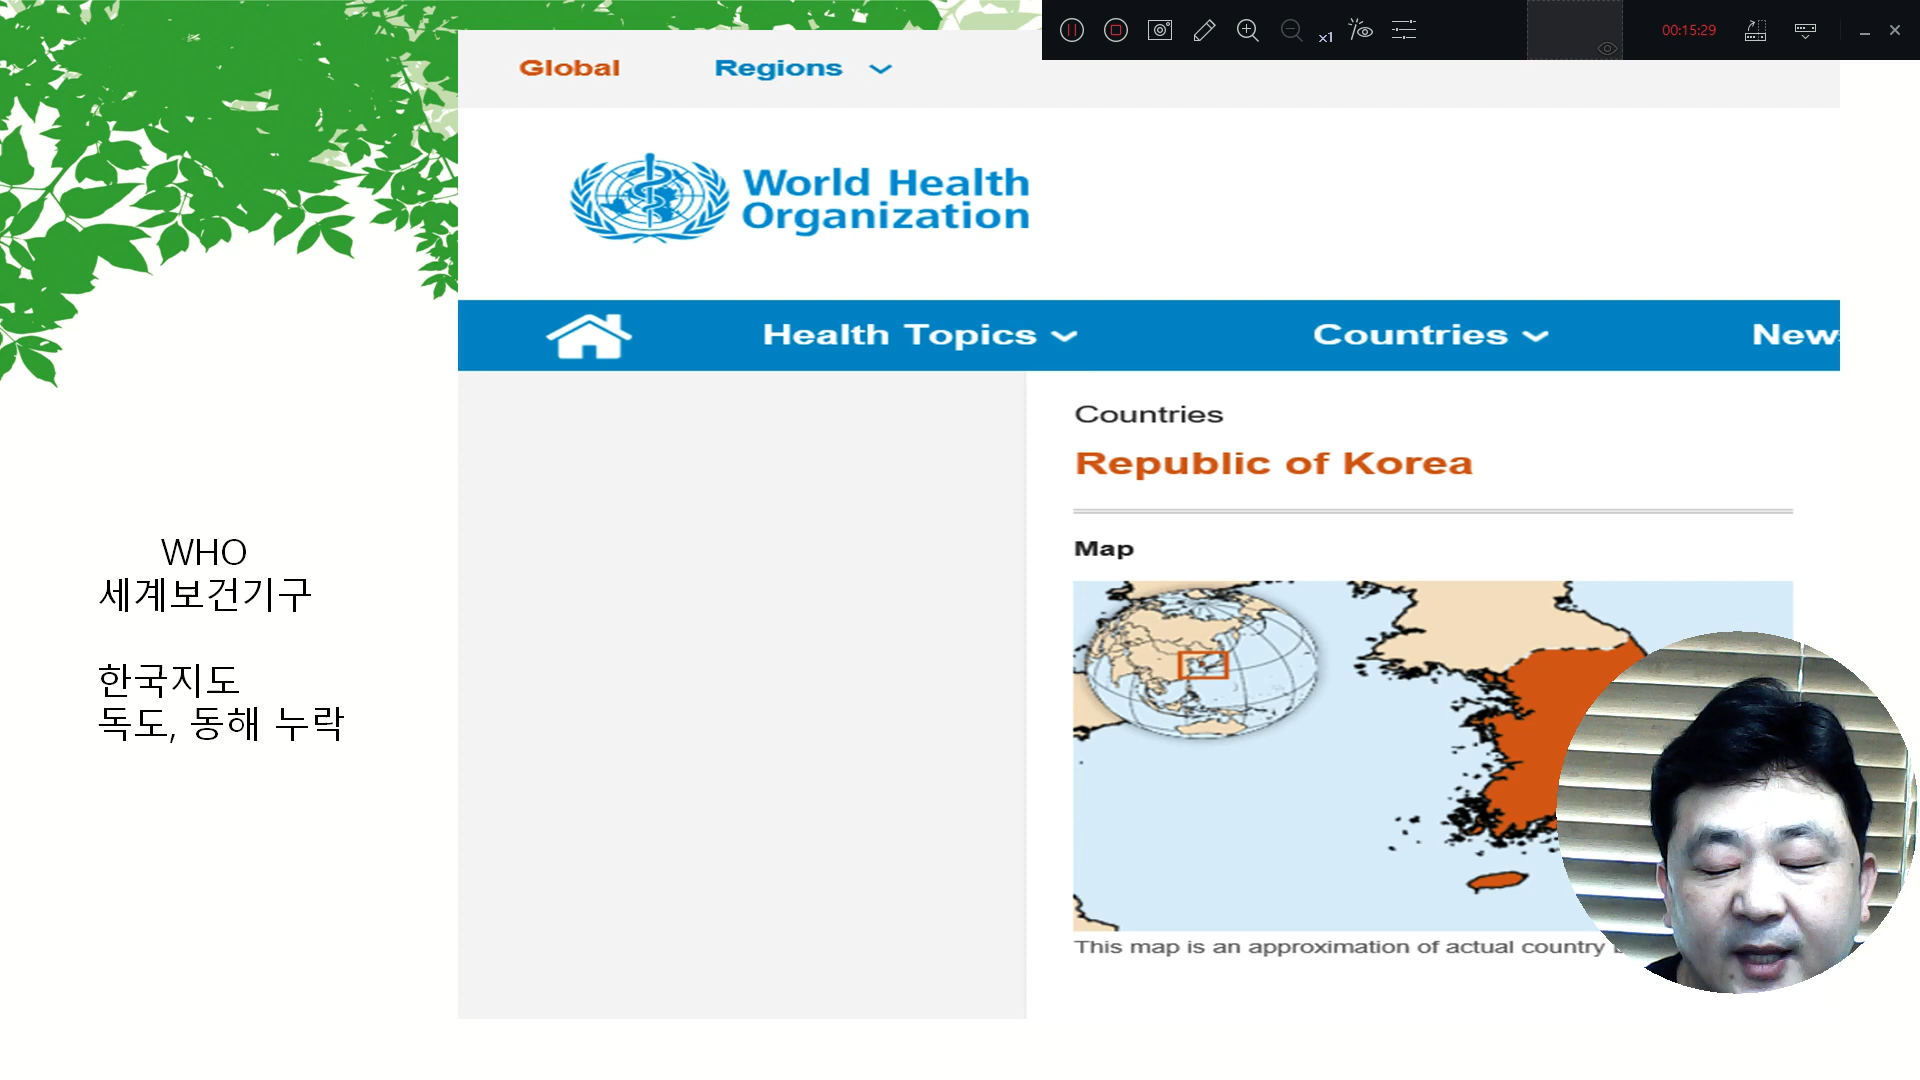 x1
00:15:29
Global Regions
World Health
Organization
Health Topics Countries New
Countries
Republic of Korea
Map
This map is an approximation of actual country
WHO
세계보건기구
한국지도
독도, 동해 누락